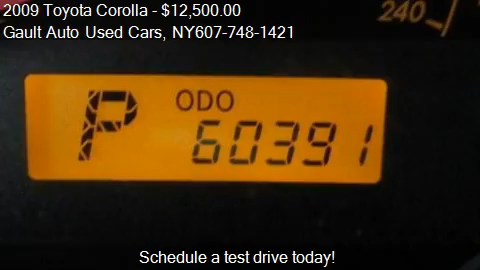 2009 Toyota Corolla - $12,500.00
Gault Auto Used Cars, NY607-748-1421
240
ODO
P 60391
Schedule a test drive today!